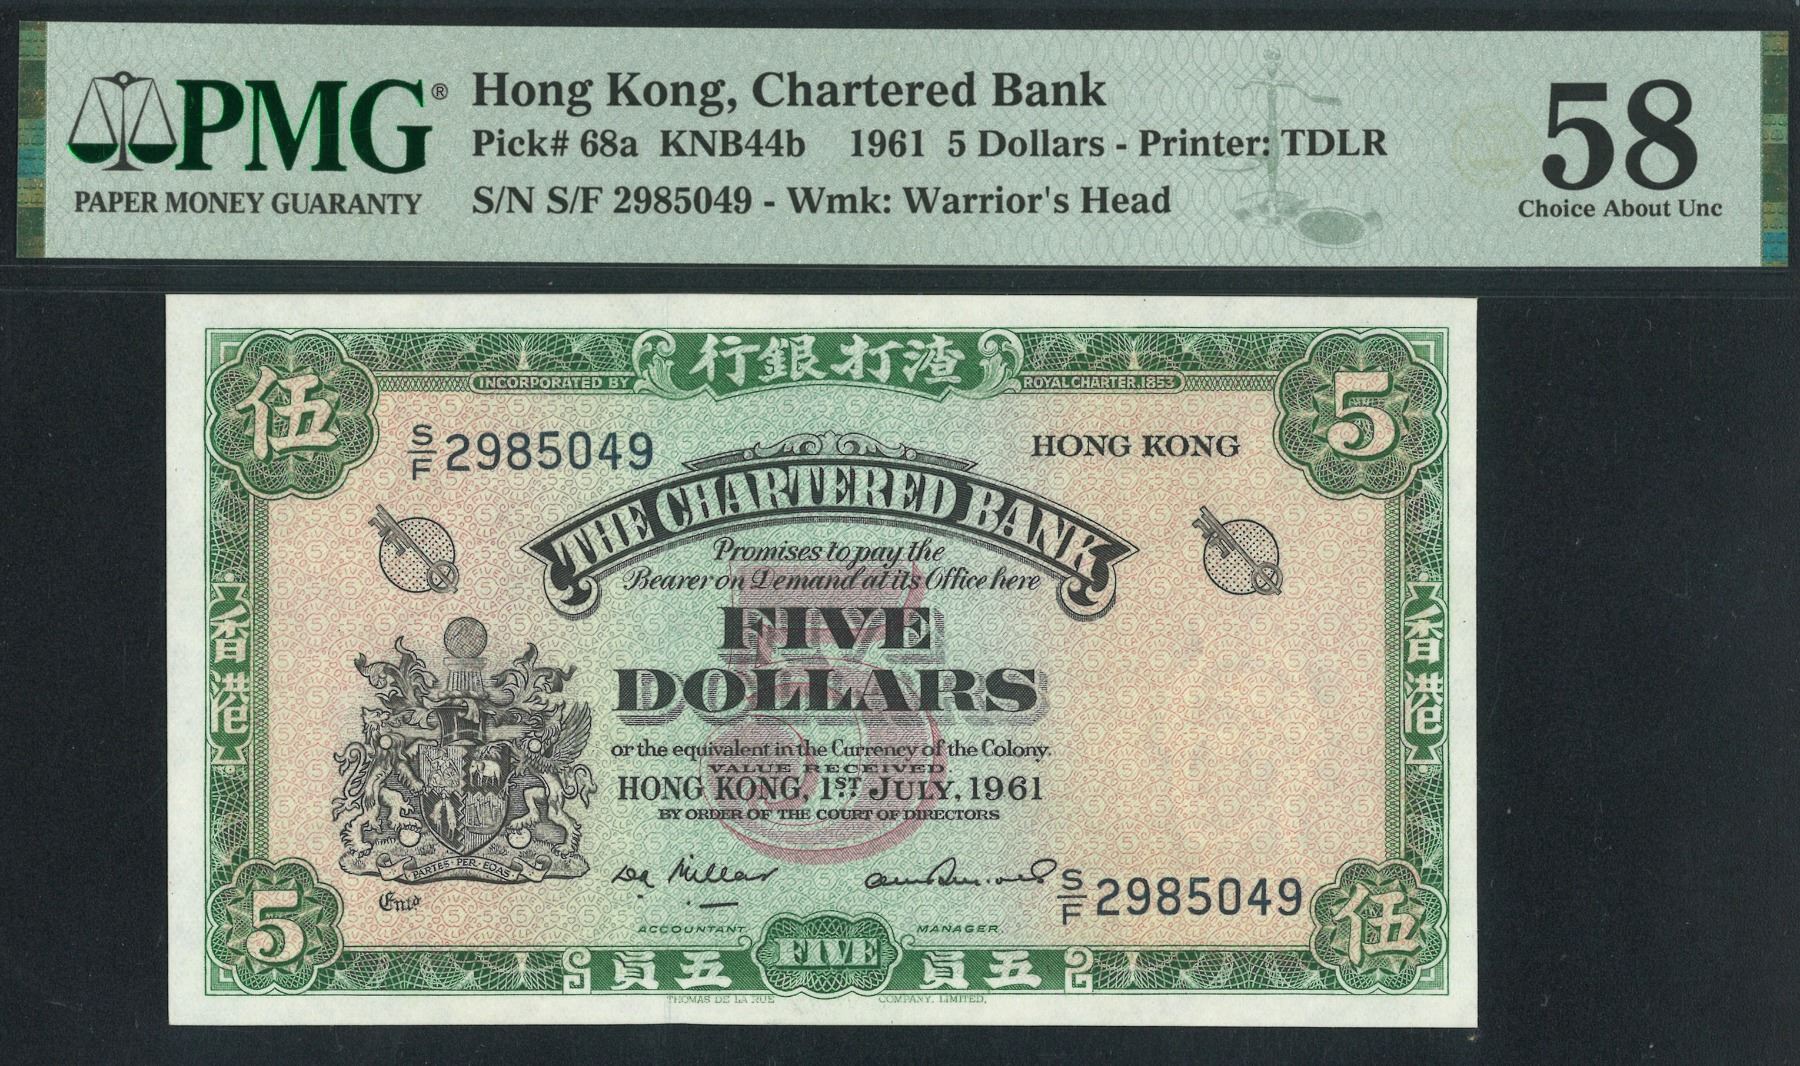 PMG®
PAPER MONEY GUARANTY
Hong Kong, Chartered Bank
Pick# 68a KNB44b 1961 5 Dollars - Printer: TDLR
S/N S/F 2985049 - Wmk: Warrior's Head
58
Choice About Unc
行銀打渣
INCORPORATED BY
ROYAL CHARTER.1853
伍
5
S/F 2985049
HONG KONG
THE CHARTERED BANK
Promises to pay the
Bearer on Demand at its Office here
FIVE
DOLLARS
5
香港
香港
or the equivalent in the Currency of the Colony.
VALUE RECEIVED
HONG KONG, 1ST JULY, 1961
BY ORDER OF THE COURT OF DIRECTORS
PARTES·PER·EQAS
S/F 2985049
ACCOUNTANT
MANAGER
5
伍
員五
FIVE
員五
THOMAS DE LA RUE COMPANY, LIMITED.